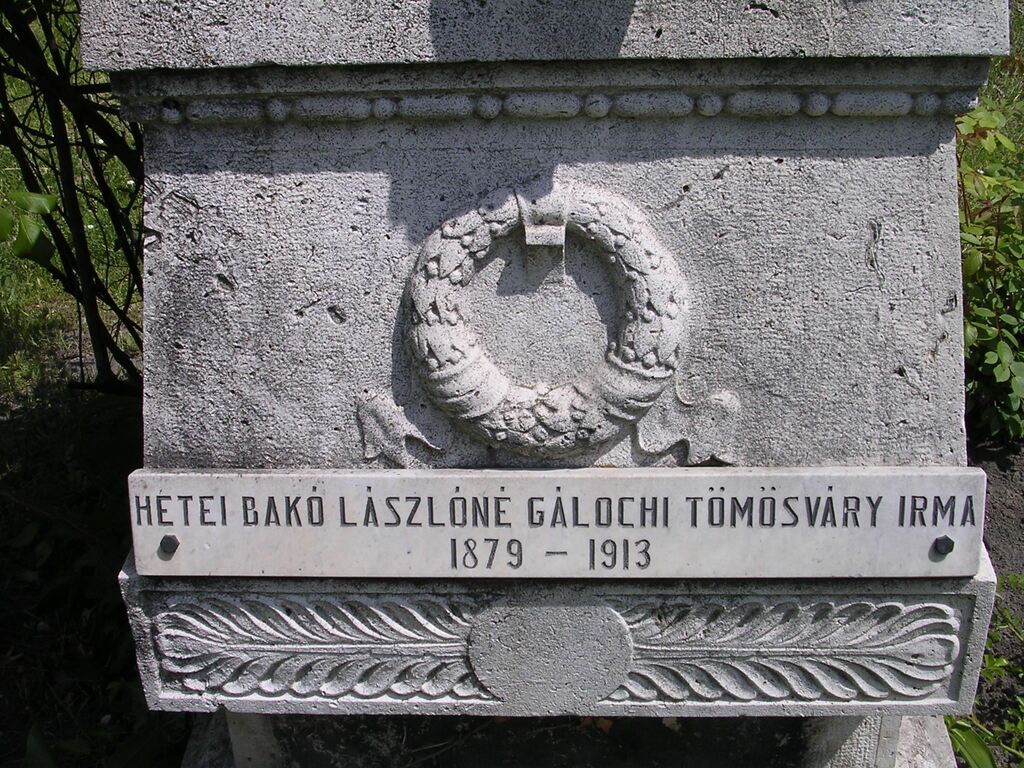 HETEI BAKÓ LÁSZLÓNÉ GÁLOCHI TÖMÖSVÁRY IRMA
1879 – 1913